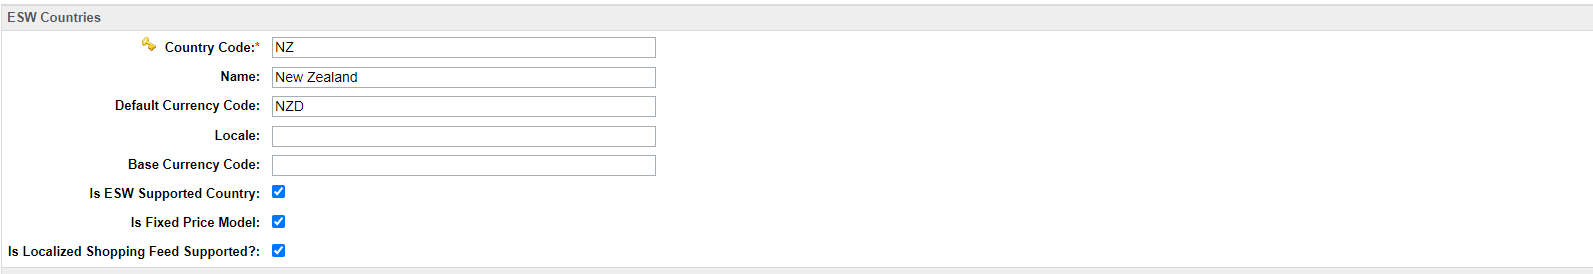 ESW Countries
Country Code:* NZ
Name: New Zealand
Default Currency Code: NZD
Locale:
Base Currency Code:
Is ESW Supported Country:
Is Fixed Price Model:
Is Localized Shopping Feed Supported?: